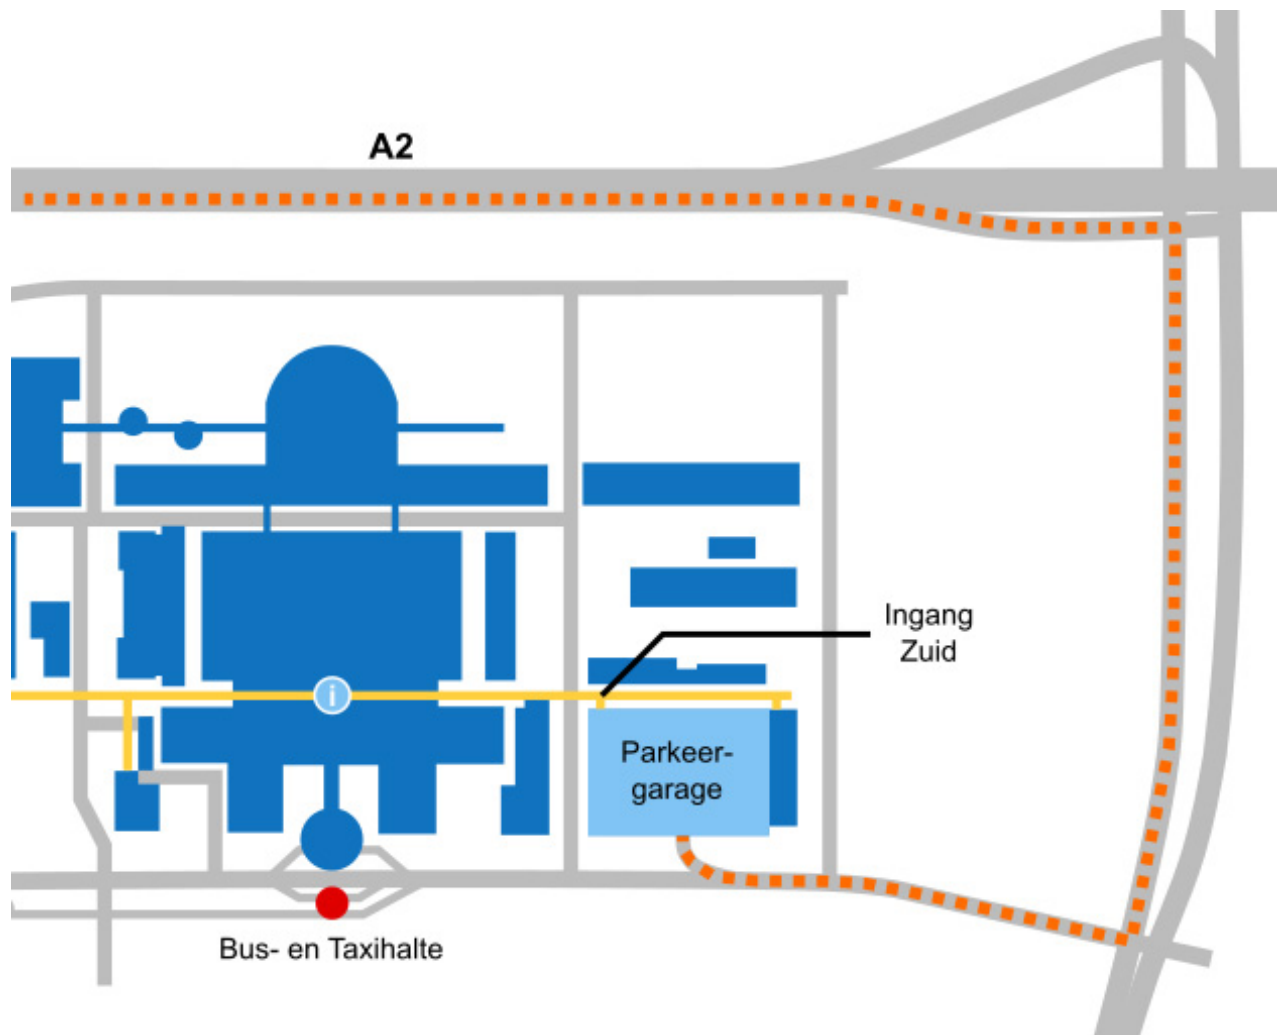 A2
Ingang
Zuid
i
Parkeer-
garage
Bus- en Taxihalte